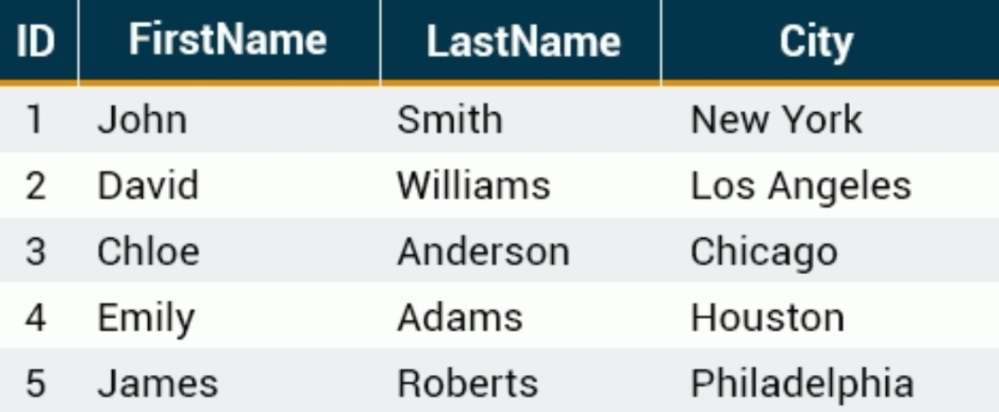 ID FirstName LastName City
1 John Smith New York
2 David Williams Los Angeles
3 Chloe Anderson Chicago
4 Emily Adams Houston
5 James Roberts Philadelphia